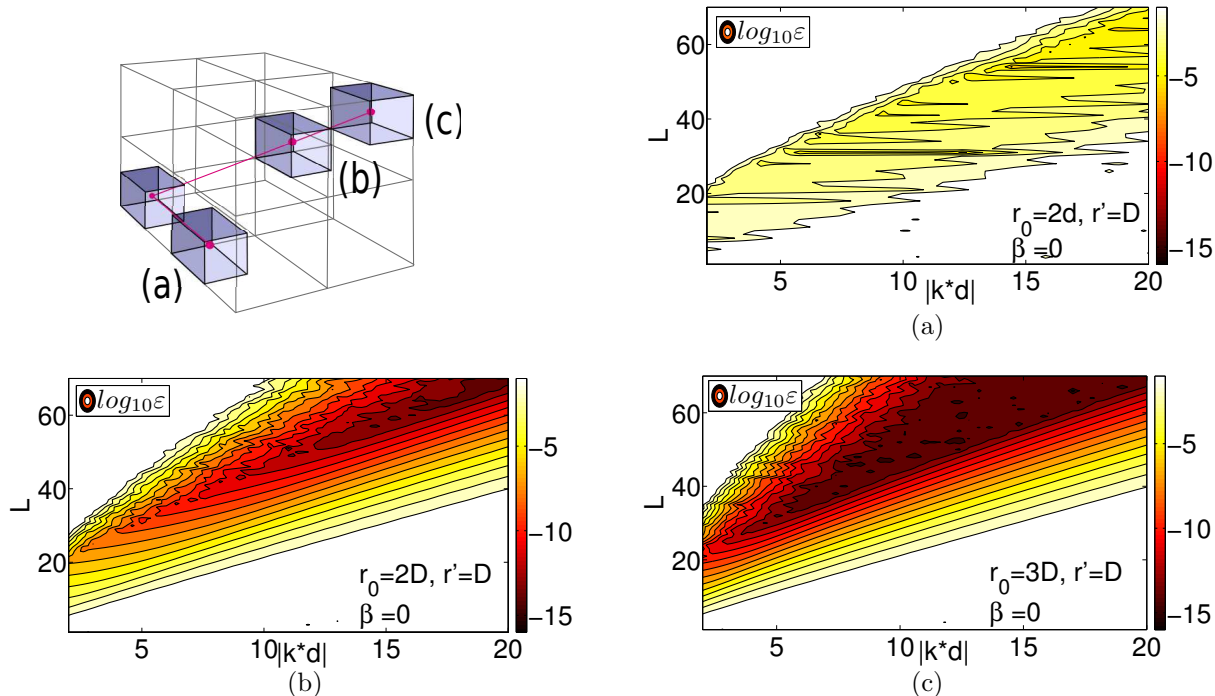 (a)
(b)
(c)
log₁₀ε
L
60
40
20
5
10
15
20
|k*d|
r₀=2d, r'=D
β=0
−5
−10
−15
(a)
log₁₀ε
L
60
40
20
5
10
15
20
|k*d|
r₀=2D, r'=D
β =0
−5
−10
−15
(b)
log₁₀ε
L
60
40
20
5
10
15
20
|k*d|
r₀=3D, r'=D
β =0
−5
−10
−15
(c)